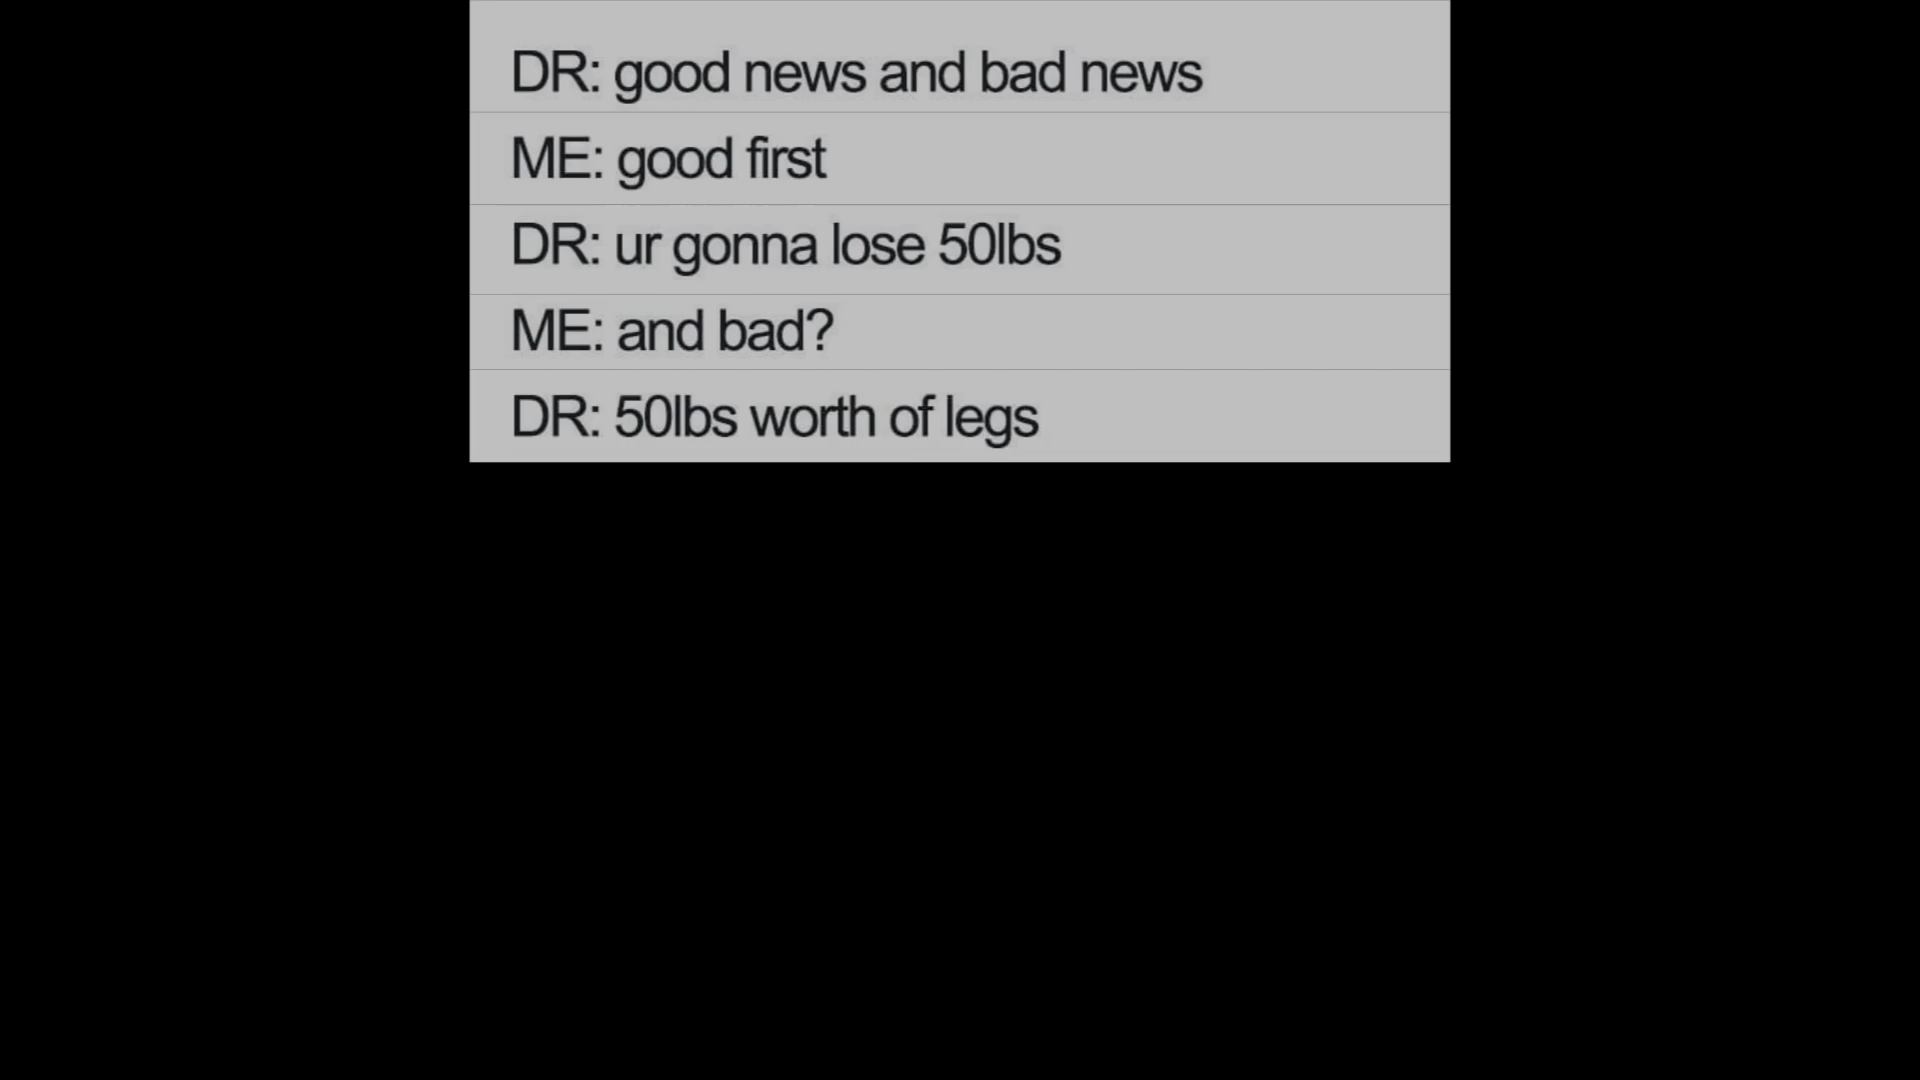 DR: good news and bad news
ME: good first
DR: ur gonna lose 50lbs
ME: and bad?
DR: 50lbs worth of legs